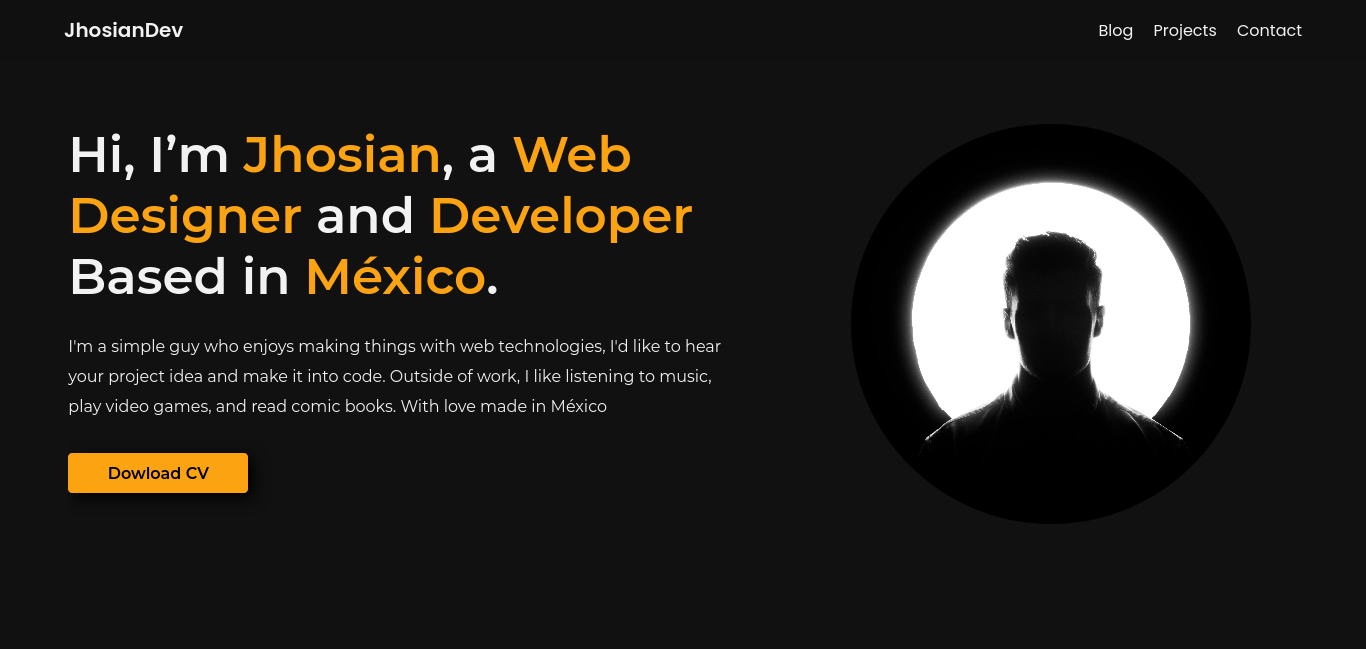 JhosianDev
Blog Projects Contact
Hi, I’m Jhosian, a Web
Designer and Developer
Based in México.
I'm a simple guy who enjoys making things with web technologies, I'd like to hear
your project idea and make it into code. Outside of work, I like listening to music,
play video games, and read comic books. With love made in México
Dowload CV